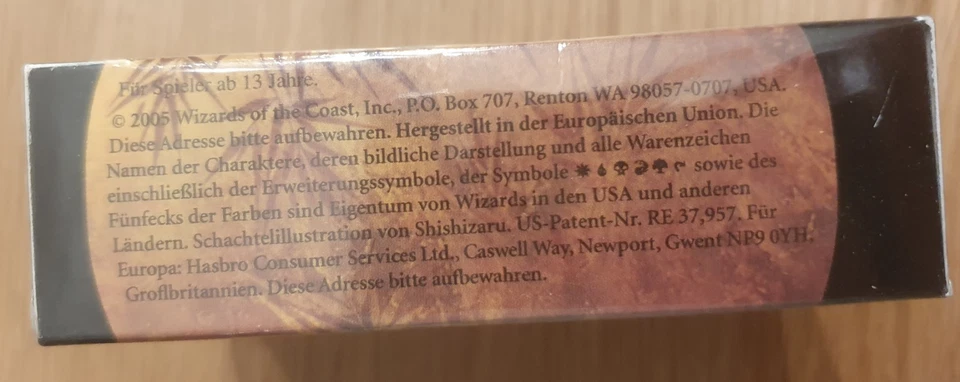 Für Spieler ab 13 Jahre.
© 2005 Wizards of the Coast, Inc., P.O. Box 707, Renton WA 98057-0707, USA.
Diese Adresse bitte aufbewahren. Hergestellt in der Europäischen Union. Die
Namen der Charaktere, deren bildliche Darstellung und alle Warenzeichen
einschließlich der Erweiterungssymbole, der Symbole sowie des
Fünfecks der Farben sind Eigentum von Wizards in den USA und anderen
Ländern. Schachtelillustration von Shishizaru. US-Patent-Nr. RE 37,957. Für
Europa: Hasbro Consumer Services Ltd., Caswell Way, Newport, Gwent NP9 0YH.
Groflbritannien. Diese Adresse bitte aufbewahren.